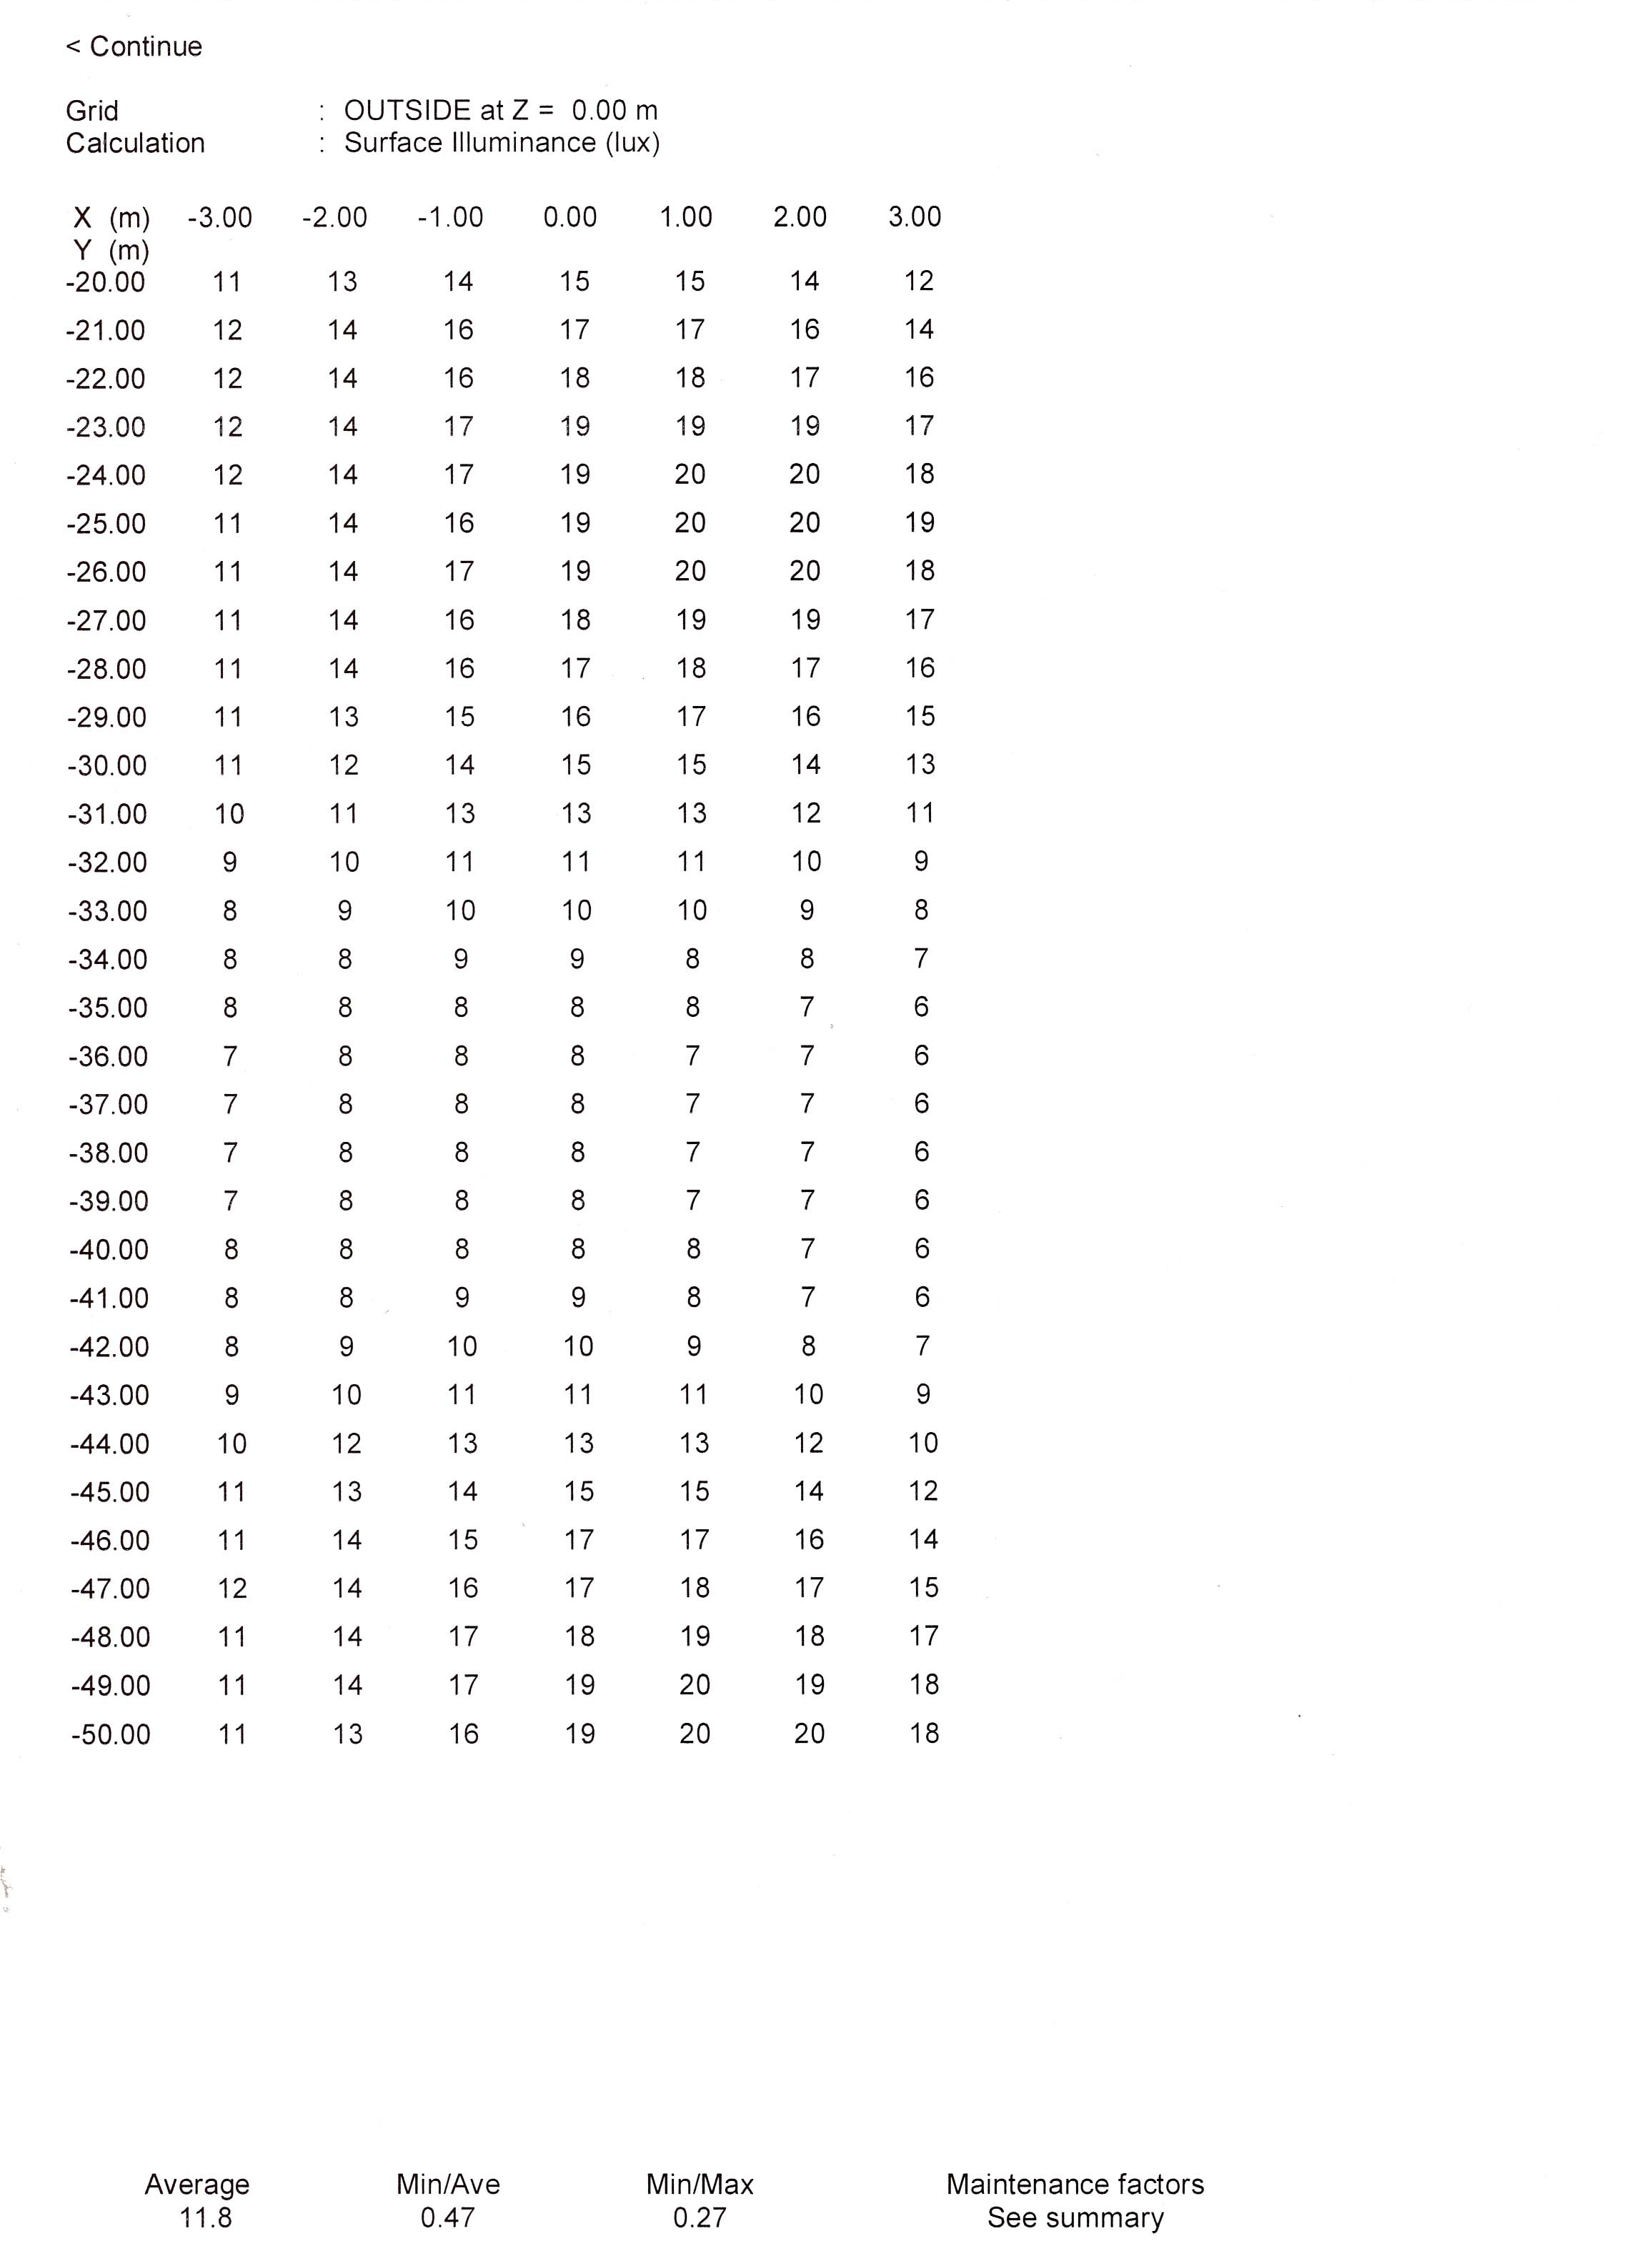 < Continue
Grid : OUTSIDE at Z = 0.00 m
Calculation : Surface Illuminance (lux)
X (m) -3.00 -2.00 -1.00 0.00 1.00 2.00 3.00
Y (m)
-20.00 11 13 14 15 15 14 12
-21.00 12 14 16 17 17 16 14
-22.00 12 14 16 18 18 17 16
-23.00 12 14 17 19 19 19 17
-24.00 12 14 17 19 20 20 18
-25.00 11 14 16 19 20 20 19
-26.00 11 14 17 19 20 20 18
-27.00 11 14 16 18 19 19 17
-28.00 11 14 16 17 18 17 16
-29.00 11 13 15 16 17 16 15
-30.00 11 12 14 15 15 14 13
-31.00 10 11 13 13 13 12 11
-32.00 9 10 11 11 11 10 9
-33.00 8 9 10 10 10 9 8
-34.00 8 8 9 9 8 8 7
-35.00 8 8 8 8 8 7 6
-36.00 7 8 8 8 7 7 6
-37.00 7 8 8 8 7 7 6
-38.00 7 8 8 8 7 7 6
-39.00 7 8 8 8 7 7 6
-40.00 8 8 8 8 8 7 6
-41.00 8 8 9 9 8 7 6
-42.00 8 9 10 10 9 8 7
-43.00 9 10 11 11 11 10 9
-44.00 10 12 13 13 13 12 10
-45.00 11 13 14 15 15 14 12
-46.00 11 14 15 17 17 16 14
-47.00 12 14 16 17 18 17 15
-48.00 11 14 17 18 19 18 17
-49.00 11 14 17 19 20 19 18
-50.00 11 13 16 19 20 20 18
Average Min/Ave Min/Max Maintenance factors
11.8 0.47 0.27 See summary